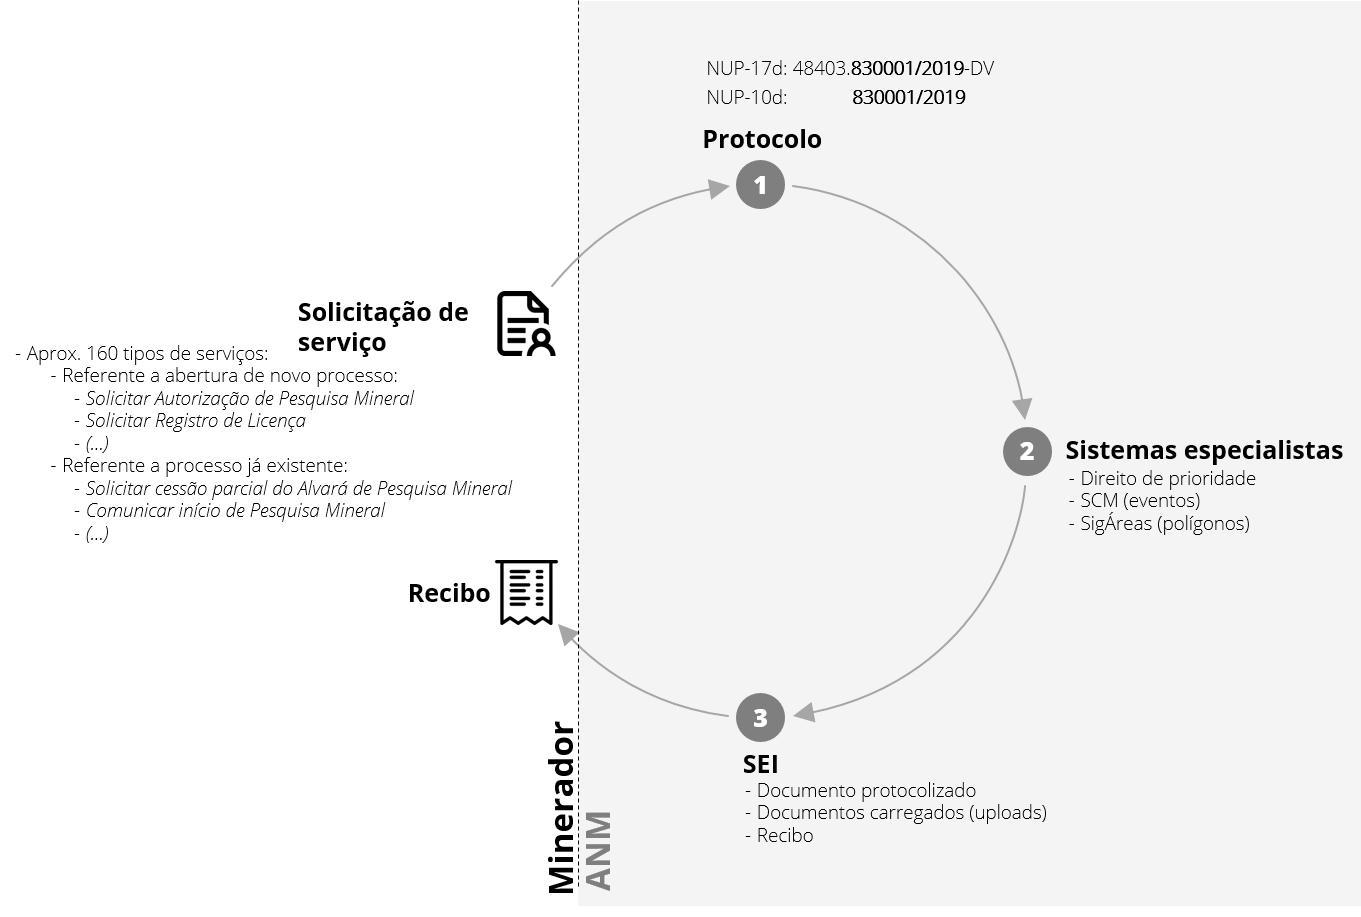 NUP-17d: 48403.830001/2019-DV
NUP-10d: 830001/2019
Protocolo
1
Solicitação de
serviço
- Aprox. 160 tipos de serviços:
- Referente a abertura de novo processo:
- Solicitar Autorização de Pesquisa Mineral
- Solicitar Registro de Licença
- (...)
- Referente a processo já existente:
- Solicitar cessão parcial do Alvará de Pesquisa Mineral
- Comunicar início de Pesquisa Mineral
- (...)
2
Sistemas especialistas
- Direito de prioridade
- SCM (eventos)
- SigÁreas (polígonos)
Recibo
3
SEI
- Documento protocolizado
- Documentos carregados (uploads)
- Recibo
Minerador
ANM